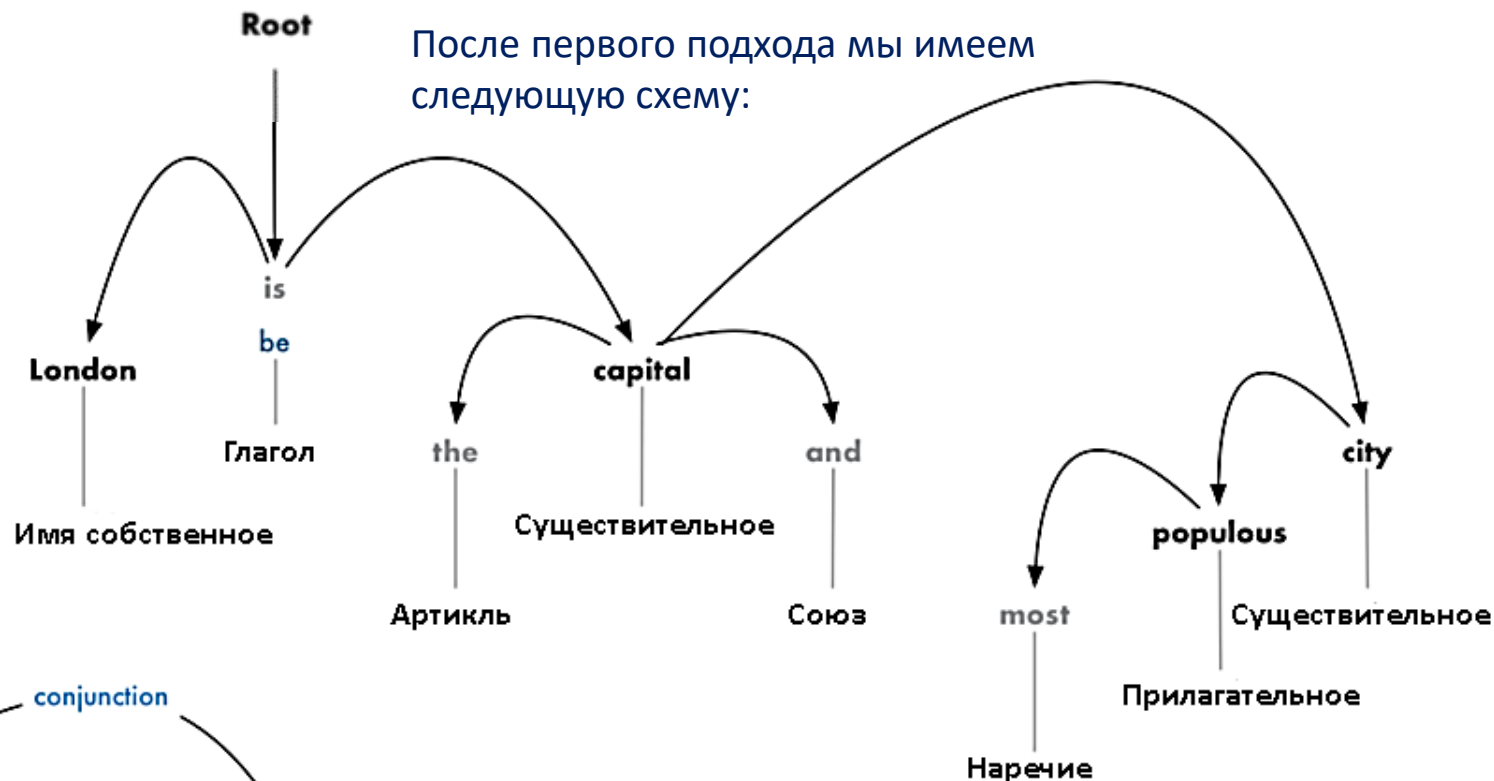 Root
После первого подхода мы имеем
следующую схему:
is
be
London
capital
Глагол
the
and
city
Имя собственное
Существительное
populous
Артикль
Союз
most
Существительное
conjunction
Прилагательное
Наречие